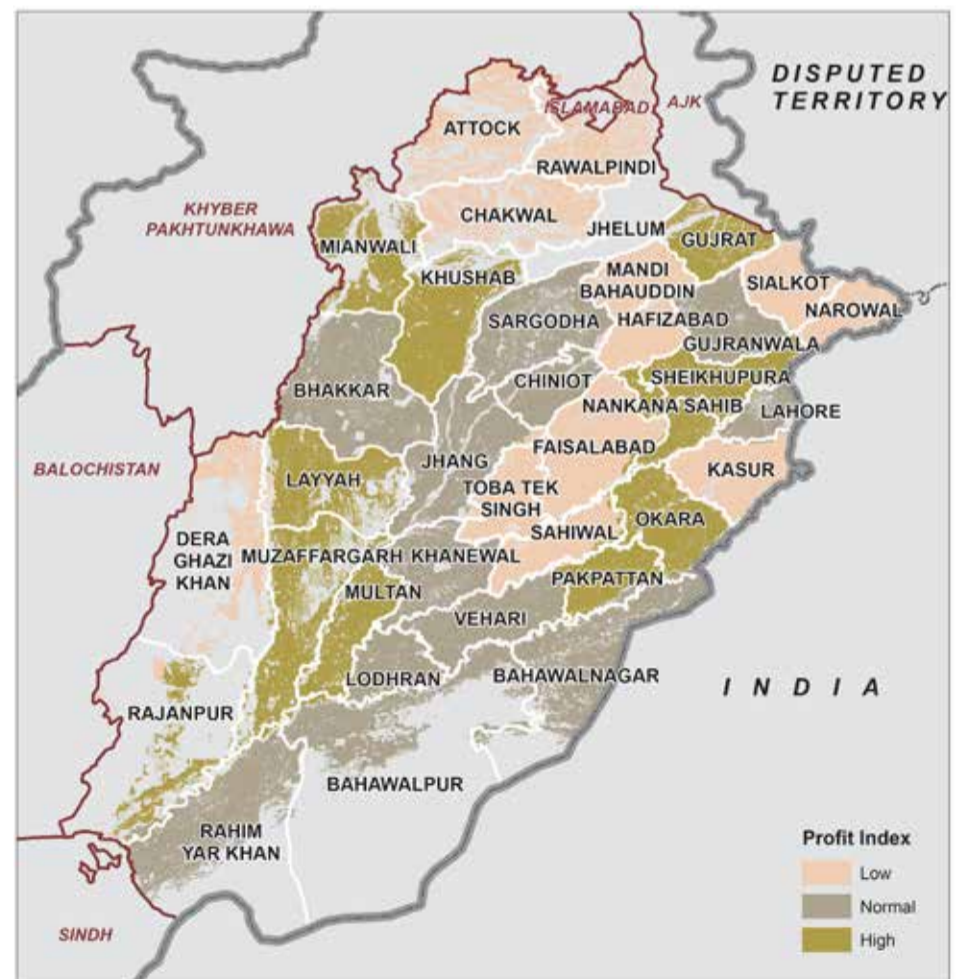 DISPUTED
TERRITORY
ISLAMABAD
AJK
ATTOCK
RAWALPINDI
KHYBER
PAKHTUNKHAWA
CHAKWAL
JHELUM
MIANWALI
GUJRAT
KHUSHAB
MANDI
BAHAUDDIN
SIALKOT
NAROWAL
SARGODHA
HAFIZABAD
GUJRANWALA
BHAKKAR
CHINIOT
SHEIKHUPURA
NANKANA SAHIB
LAHORE
FAISALABAD
BALOCHISTAN
JHANG
KASUR
LAYYAH
TOBA TEK
SINGH
OKARA
SAHIWAL
DERA
GHAZI
KHAN
MUZAFFARGARH
KHANEWAL
PAKPATTAN
MULTAN
VEHARI
LODHRAN
BAHAWALNAGAR
INDIA
RAJANPUR
BAHAWALPUR
RAHIM
YAR KHAN
SINDH
Profit Index
Low
Normal
High